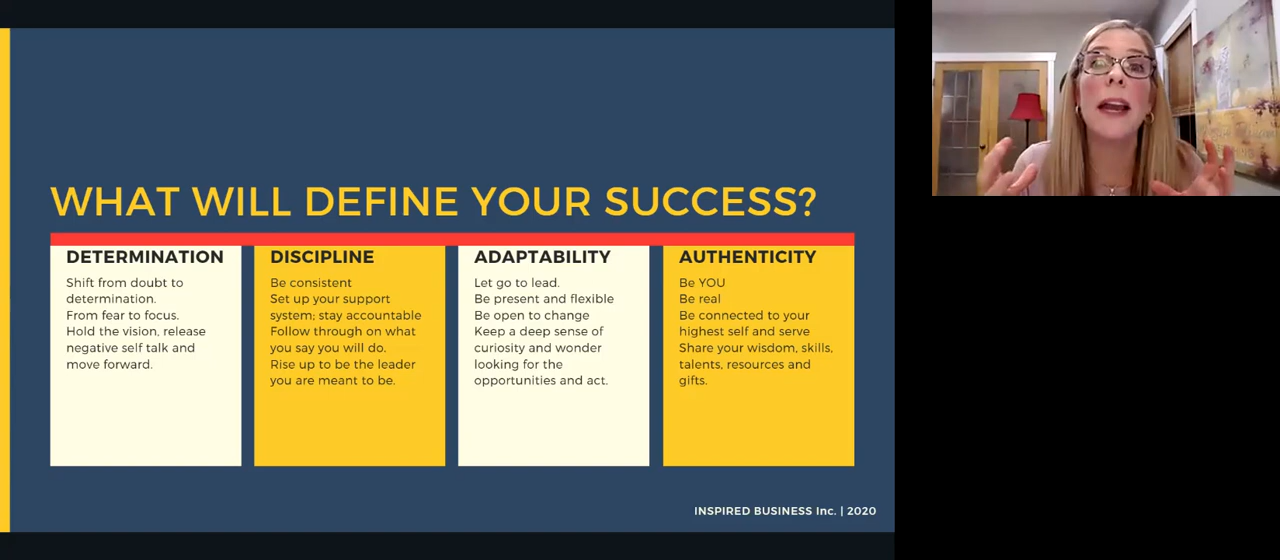 WHAT WILL DEFINE YOUR SUCCESS?
DETERMINATION
Shift from doubt to
determination.
From fear to focus.
Hold the vision, release
negative self talk and
move forward.
DISCIPLINE
Be consistent
Set up your support
system; stay accountable
Follow through on what
you say you will do.
Rise up to be the leader
you are meant to be.
ADAPTABILITY
Let go to lead.
Be present and flexible
Be open to change
Keep a deep sense of
curiosity and wonder
looking for the
opportunities and act.
AUTHENTICITY
Be YOU
Be real
Be connected to your
highest self and serve
Share your wisdom, skills,
talents, resources and
gifts.
INSPIRED BUSINESS Inc. | 2020